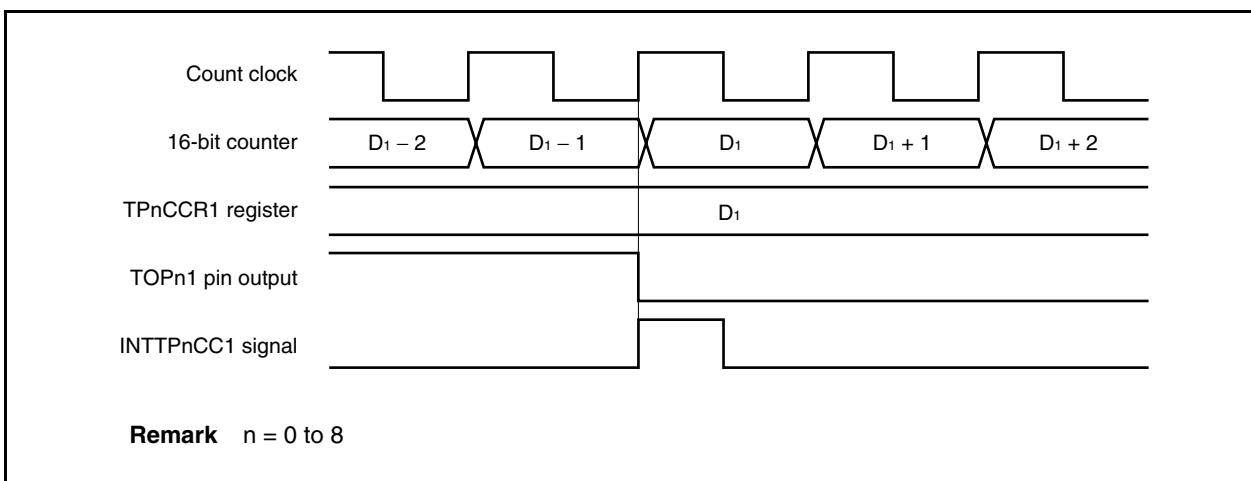 Count clock
16-bit counter D1 – 2 D1 – 1 D1 D1 + 1 D1 + 2
TPnCCR1 register D1
TOPn1 pin output
INTTPnCC1 signal
Remark n = 0 to 8